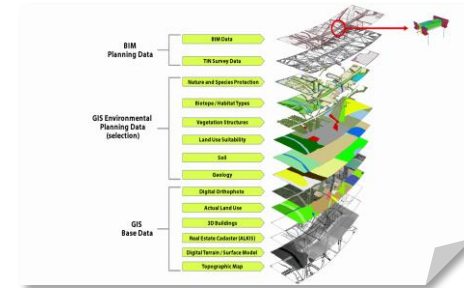 BIM
Planning Data
BIM Data
TIN Survey Data
GIS Environmental
Planning Data
(selection)
Nature and Species Protection
Biotope / Habitat Types
Vegetation Structures
Land Use Suitability
Soil
Geology
GIS
Base Data
Digital Orthophoto
Actual Land Use
3D Buildings
Real Estate Cadaster (ALKIS)
Digital Terrain / Surface Model
Topographic Map